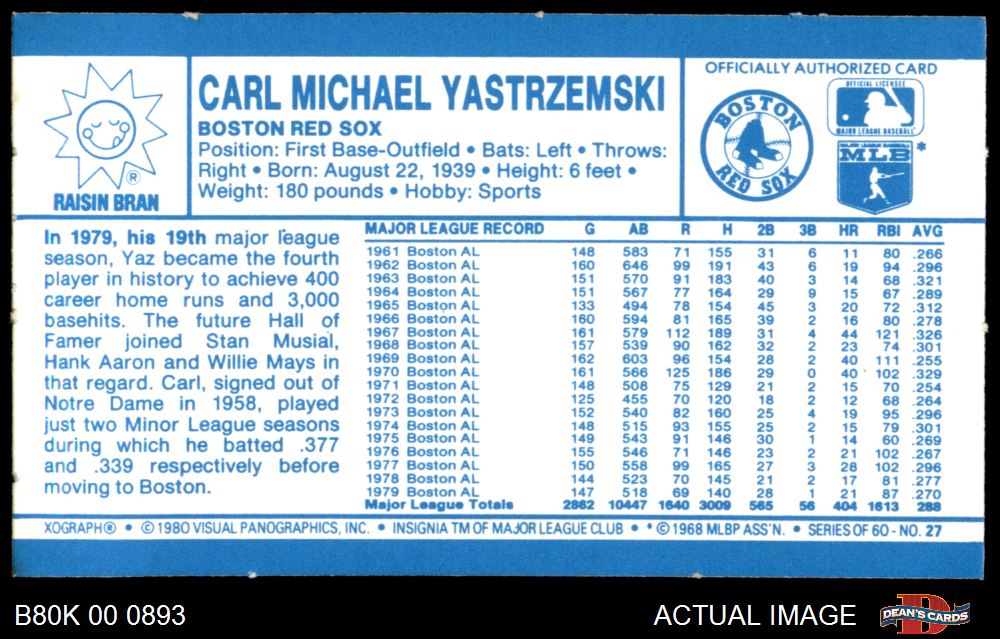 RAISIN BRAN
®
CARL MICHAEL YASTRZEMSKI
BOSTON RED SOX
Position: First Base-Outfield • Bats: Left • Throws:
Right • Born: August 22, 1939 • Height: 6 feet •
Weight: 180 pounds • Hobby: Sports
OFFICIALLY AUTHORIZED CARD
BOSTON
RED SOX
OFFICIAL LICENSEE
MAJOR LEAGUE BASEBALL
MAJOR LEAGUE BASEBALL
MLB *
In 1979, his 19th major league
season, Yaz became the fourth
player in history to achieve 400
career home runs and 3,000
basehits. The future Hall of
Famer joined Stan Musial,
Hank Aaron and Willie Mays in
that regard. Carl, signed out of
Notre Dame in 1958, played
just two Minor League seasons
during which he batted .377
and .339 respectively before
moving to Boston.
MAJOR LEAGUE RECORD G AB R H 2B 3B HR RBI AVG
1961 Boston AL 148 583 71 155 31 6 11 80 .266
1962 Boston AL 160 646 99 191 43 6 19 94 .296
1963 Boston AL 151 570 91 183 40 3 14 68 .321
1964 Boston AL 151 567 77 164 29 9 15 67 .289
1965 Boston AL 133 494 78 154 45 3 20 72 .312
1966 Boston AL 160 594 81 165 39 2 16 80 .278
1967 Boston AL 161 579 112 189 31 4 44 121 .326
1968 Boston AL 157 539 90 162 32 2 23 74 .301
1969 Boston AL 162 603 96 154 28 2 40 111 .255
1970 Boston AL 161 566 125 186 29 0 40 102 .329
1971 Boston AL 148 508 75 129 21 2 15 70 .254
1972 Boston AL 125 455 70 120 18 2 12 68 .264
1973 Boston AL 152 540 82 160 25 4 19 95 .296
1974 Boston AL 148 515 93 155 25 2 15 79 .301
1975 Boston AL 149 543 91 146 30 1 14 60 .269
1976 Boston AL 155 546 71 146 23 2 21 102 .267
1977 Boston AL 150 558 99 165 27 3 28 102 .296
1978 Boston AL 144 523 70 145 21 2 17 81 .277
1979 Boston AL 147 518 69 140 28 1 21 87 .270
Major League Totals 2862 10447 1640 3009 565 56 404 1613 288
XOGRAPH® • © 1980 VISUAL PANOGRAPHICS, INC. • INSIGNIA TM OF MAJOR LEAGUE CLUB • * © 1968 MLBP ASS'N. • SERIES OF 60 - NO. 27
B80K 00 0893
ACTUAL IMAGE
DEAN'S CARDS